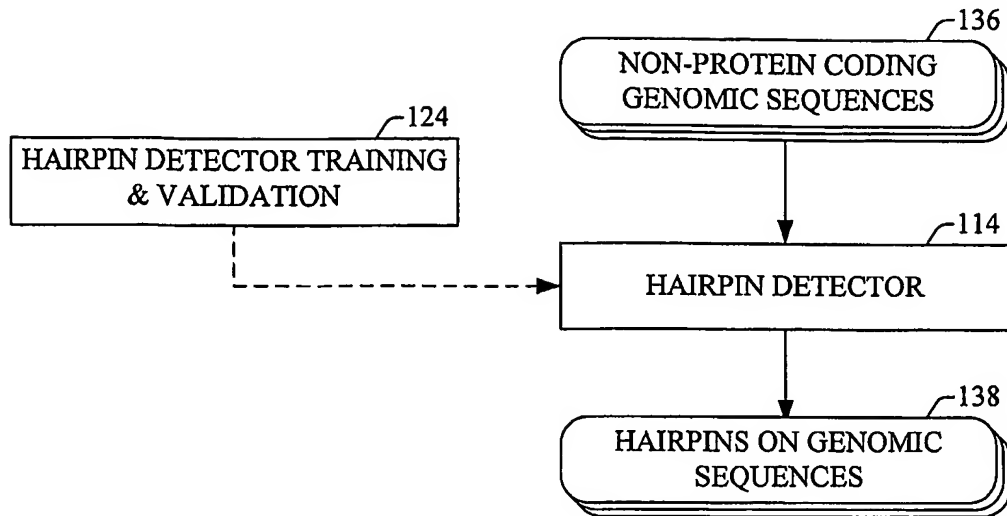 136
NON-PROTEIN CODING
GENOMIC SEQUENCES
124
HAIRPIN DETECTOR TRAINING
& VALIDATION
114
HAIRPIN DETECTOR
138
HAIRPINS ON GENOMIC
SEQUENCES